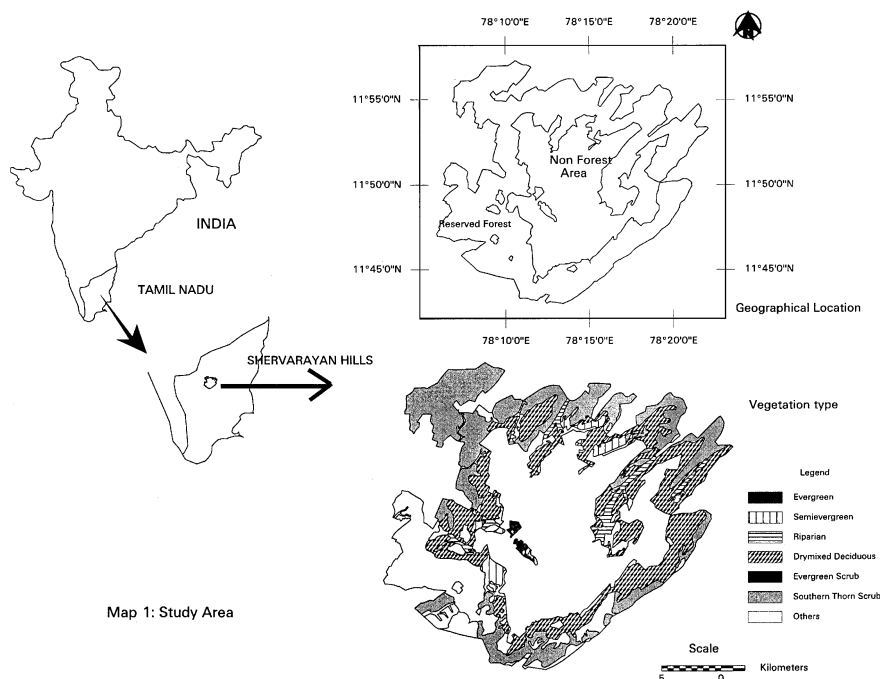 78°10'0"E 78°15'0"E 78°20'0"E
N
11°55'0"N 11°55'0"N
Non Forest
Area
11°50'0"N 11°50'0"N
Reserved Forest
11°45'0"N 11°45'0"N
Geographical Location
78°10'0"E 78°15'0"E 78°20'0"E
INDIA
TAMIL NADU
SHERVARAYAN HILLS
Vegetation type
Legend
Evergreen
Semievergreen
Riparian
Drymixed Deciduous
Evergreen Scrub
Southern Thorn Scrub
Others
Map 1: Study Area
Scale
Kilometers
5 0